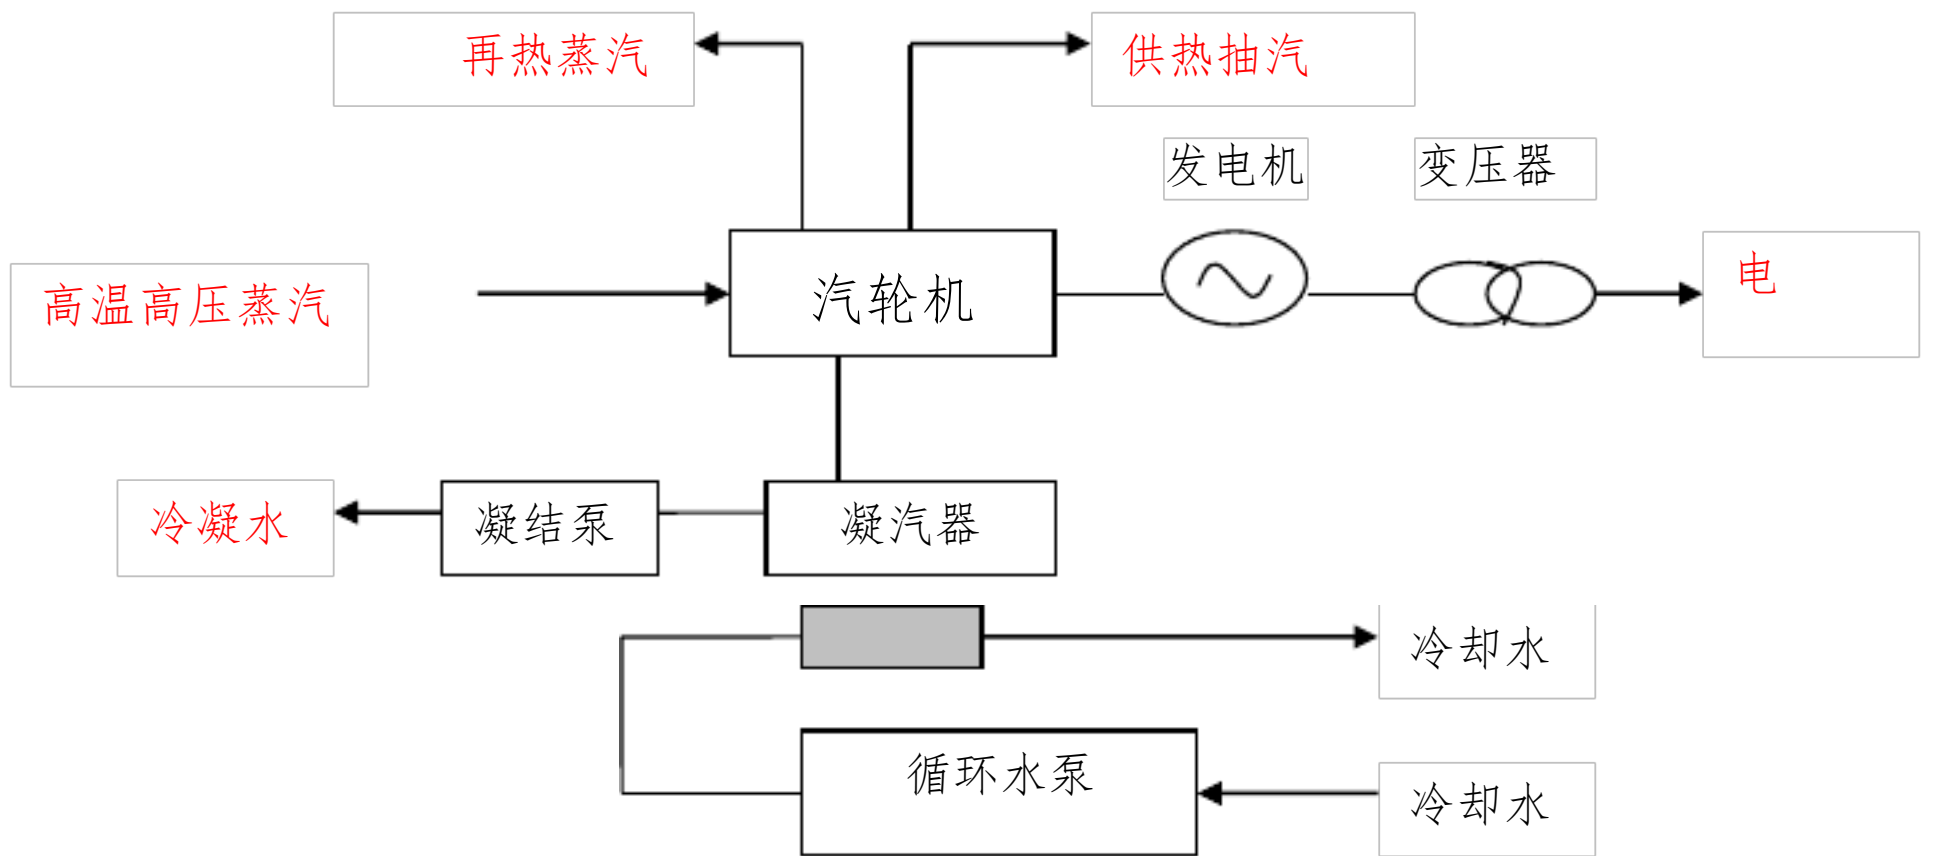 再热蒸汽
供热抽汽
发电机
变压器
高温高压蒸汽
汽轮机
电
冷凝水
凝结泵
凝汽器
冷却水
循环水泵
冷却水